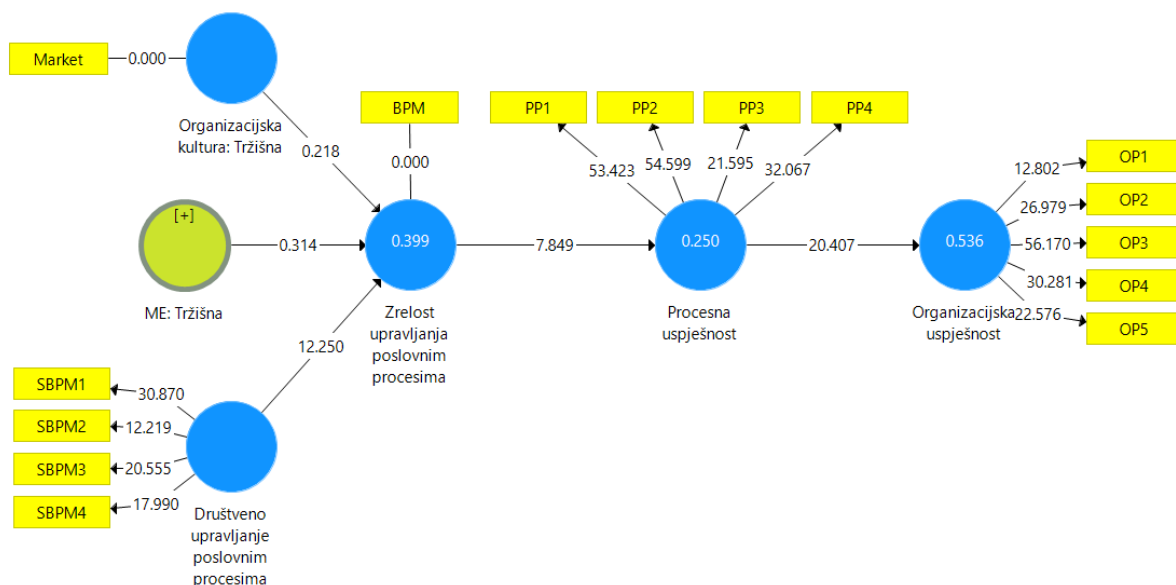 Market
0.000
Organizacijska
kultura: Tržišna
0.218
BPM
0.000
PP1
PP2
PP3
PP4
53.423
54.599
21.595
32.067
[+]
ME: Tržišna
0.314
0.399
Zrelost
upravljanja
poslovnim
procesima
7.849
0.250
Procesna
uspješnost
20.407
0.536
Organizacijska
uspješnost
12.802
26.979
56.170
30.281
22.576
OP1
OP2
OP3
OP4
OP5
12.250
SBPM1
SBPM2
SBPM3
SBPM4
30.870
12.219
20.555
17.990
Društveno
upravljanje
poslovnim
procesima